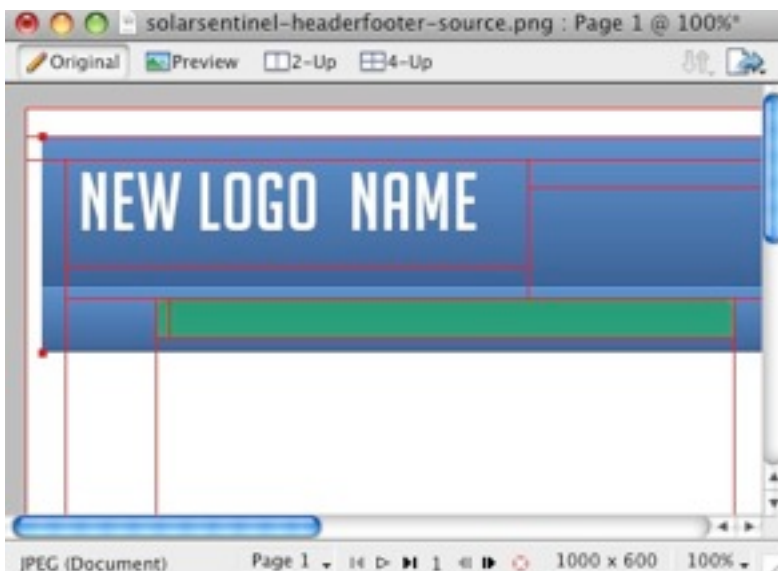 solarsentinel-headerfooter-source.png : Page 1 @ 100%*
Original Preview 2-Up 4-Up
NEW LOGO NAME
JPEG (Document) Page 1 1 1000 x 600 100%